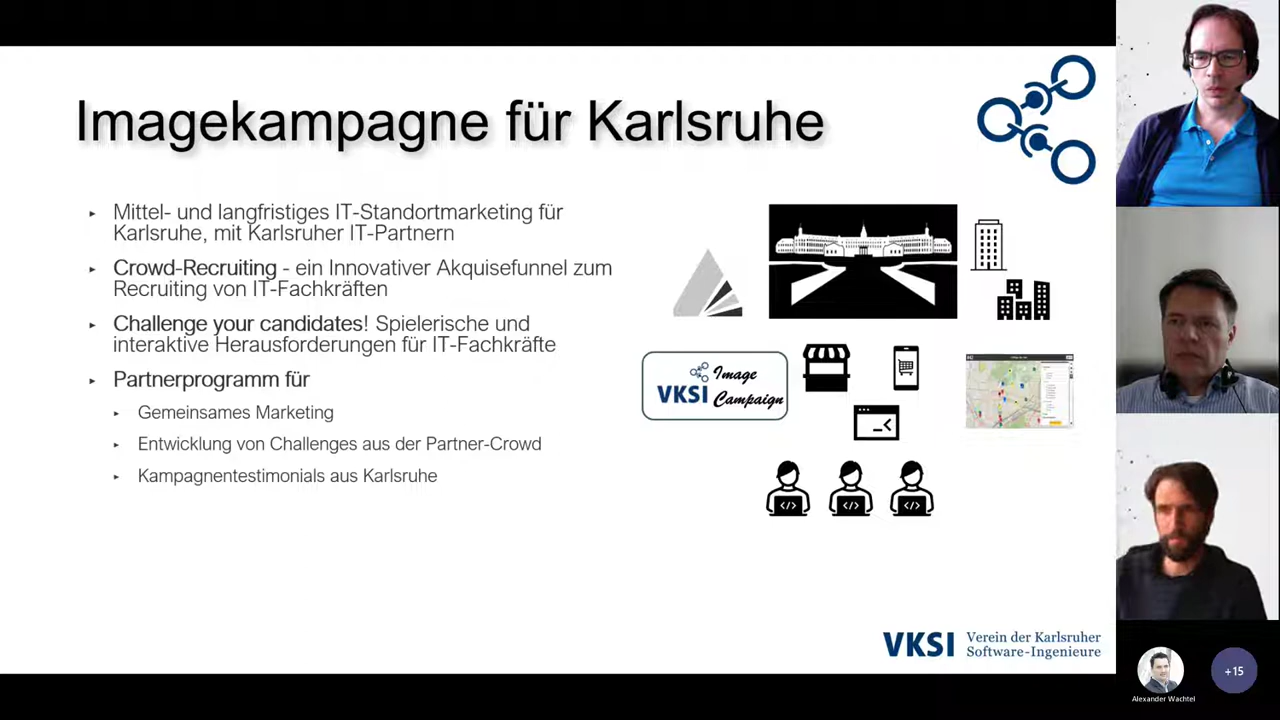 Imagekampagne für Karlsruhe
Mittel- und langfristiges IT-Standortmarketing für
Karlsruhe, mit Karlsruher IT-Partnern
Crowd-Recruiting - ein Innovativer Akquisefunnel zum
Recruiting von IT-Fachkräften
Challenge your candidates! Spielerische und
interaktive Herausforderungen für IT-Fachkräfte
Partnerprogramm für
Gemeinsames Marketing
Entwicklung von Challenges aus der Partner-Crowd
Kampagnentestimonials aus Karlsruhe
VKSI Image
Campaign
</> </> </>
VKSI Verein der Karlsruher
Software-Ingenieure
+15
Alexander Wachtel